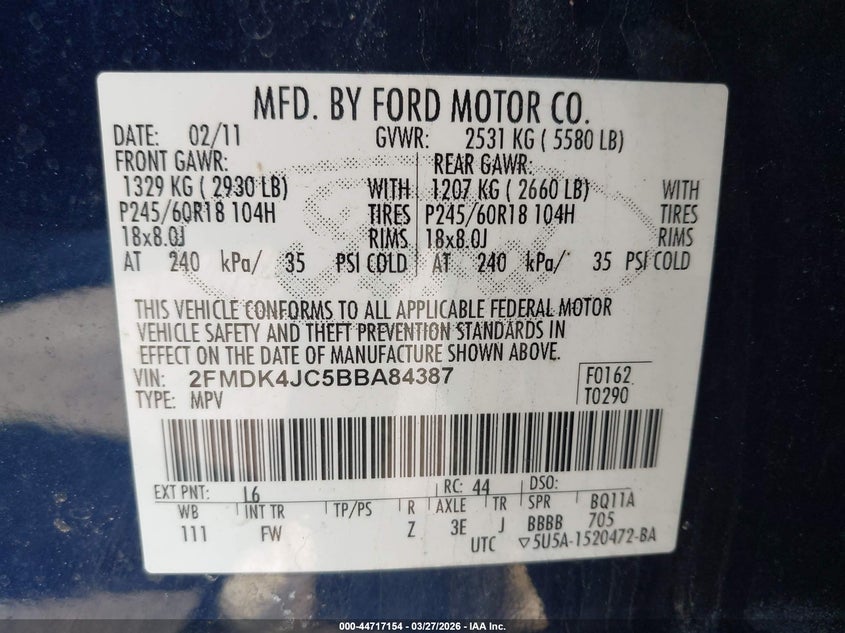 MFD. BY FORD MOTOR CO.
DATE: 02/11 GVWR: 2531 KG ( 5580 LB)
FRONT GAWR: REAR GAWR:
1329 KG ( 2930 LB) WITH 1207 KG ( 2660 LB) WITH
P245/60R18 104H TIRES P245/60R18 104H TIRES
18x8.0J RIMS 18x8.0J RIMS
AT 240 kPa/ 35 PSI COLD AT 240 kPa/ 35 PSI COLD
THIS VEHICLE CONFORMS TO ALL APPLICABLE FEDERAL MOTOR
VEHICLE SAFETY AND THEFT PREVENTION STANDARDS IN
EFFECT ON THE DATE OF MANUFACTURE SHOWN ABOVE.
VIN: 2FMDK4JC5BBA84387 F0162
TYPE: MPV T0290
EXT PNT: L6 RC: 44 DSO:
WB INT TR TP/PS R AXLE TR SPR BQ11A
111 FW Z 3E J BBBB 705
UTC ▽5U5A-1520472-BA
000-44717154 - 03/27/2026 - IAA Inc.